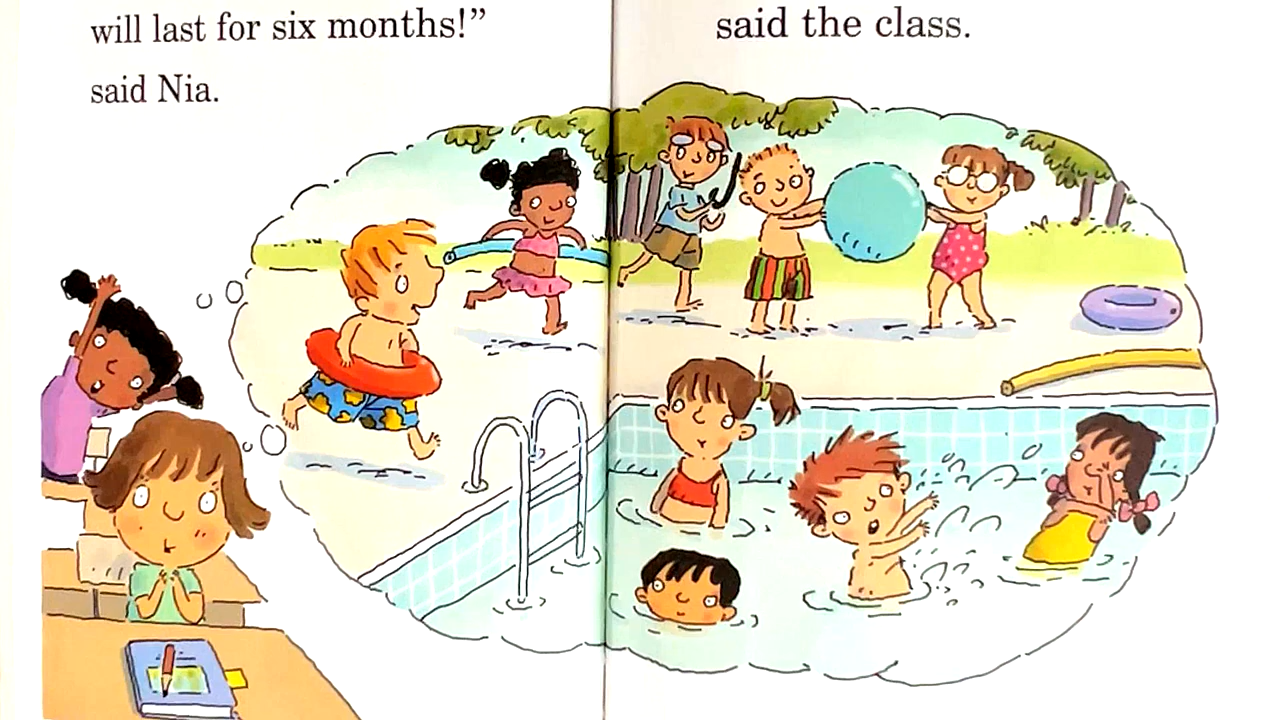 will last for six months!”
said Nia.
said the class.